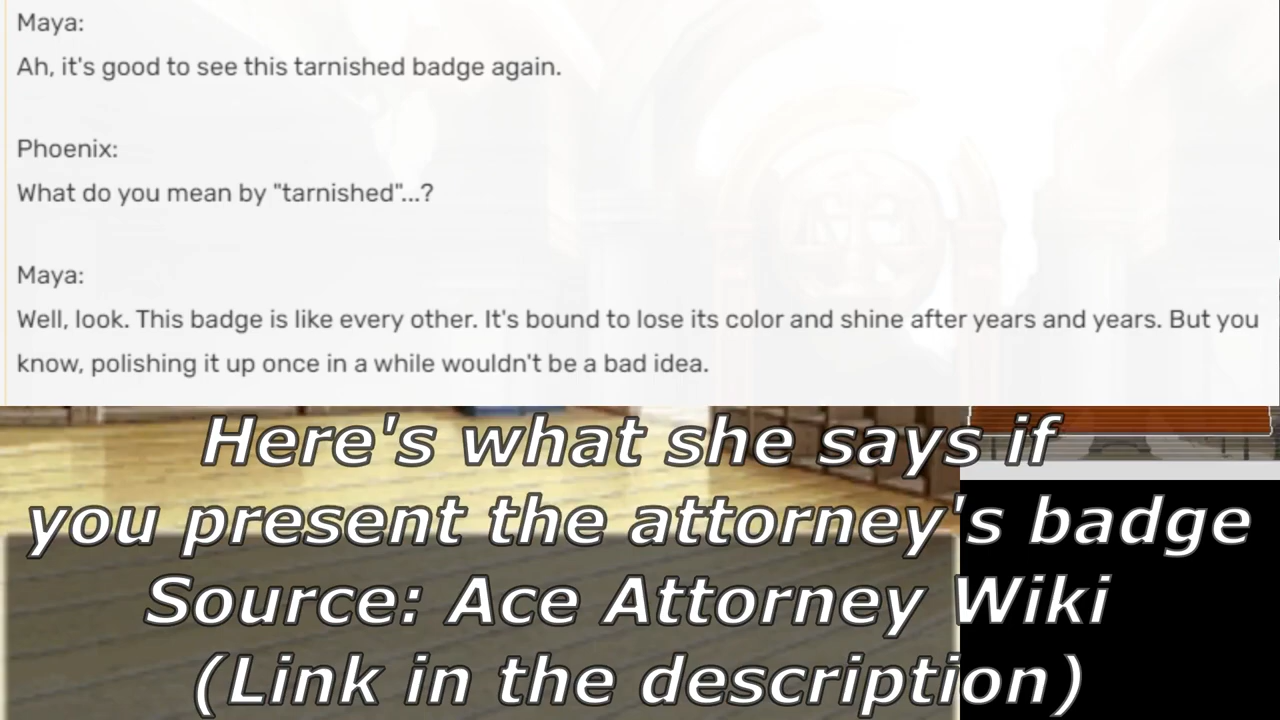 Maya:
Ah, it's good to see this tarnished badge again.
Phoenix:
What do you mean by "tarnished"...?
Maya:
Well, look. This badge is like every other. It's bound to lose its color and shine after years and years. But you
know, polishing it up once in a while wouldn't be a bad idea.
Here's what she says if
you present the attorney's badge
Source: Ace Attorney Wiki
(Link in the description)